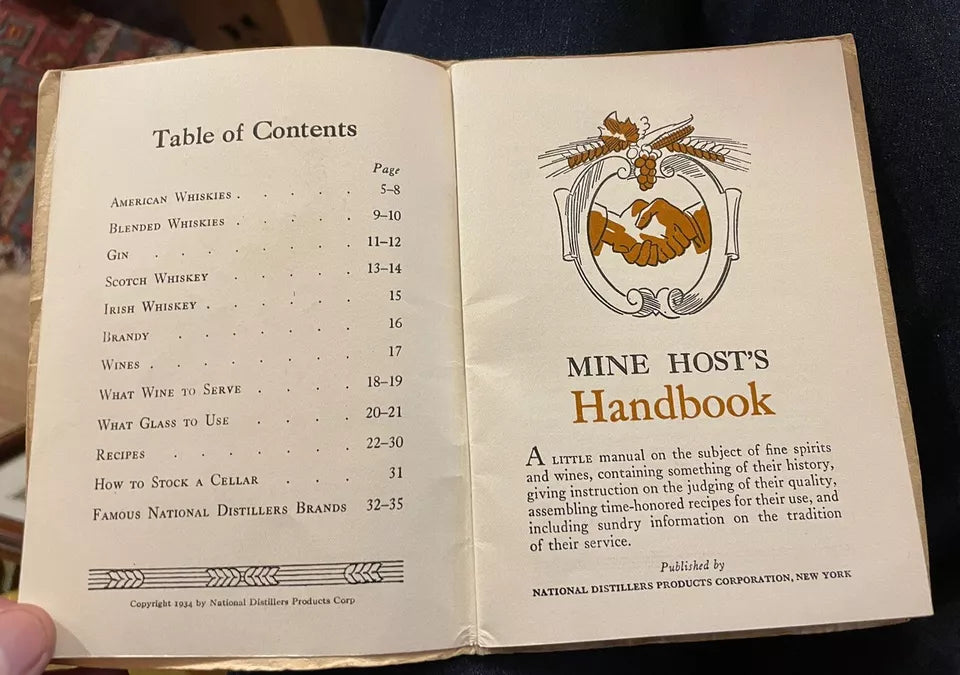 Table of Contents
Page
American Whiskies . . . . . 5–8
Blended Whiskies . . . . . 9–10
Gin . . . . . . . 11–12
Scotch Whiskey . . . . . 13–14
Irish Whiskey . . . . . . 15
Brandy . . . . . . 16
Wines . . . . . . . . 17
What Wine to Serve . . . . 18–19
What Glass to Use . . . . 20–21
Recipes . . . . . . 22–30
How to Stock a Cellar . . . 31
Famous National Distillers Brands 32–35
Copyright 1934 by National Distillers Products Corp
MINE HOST'S
Handbook
A little manual on the subject of fine spirits
and wines, containing something of their history,
giving instruction on the judging of their quality,
assembling time-honored recipes for their use, and
including sundry information on the tradition
of their service.
Published by
NATIONAL DISTILLERS PRODUCTS CORPORATION, NEW YORK